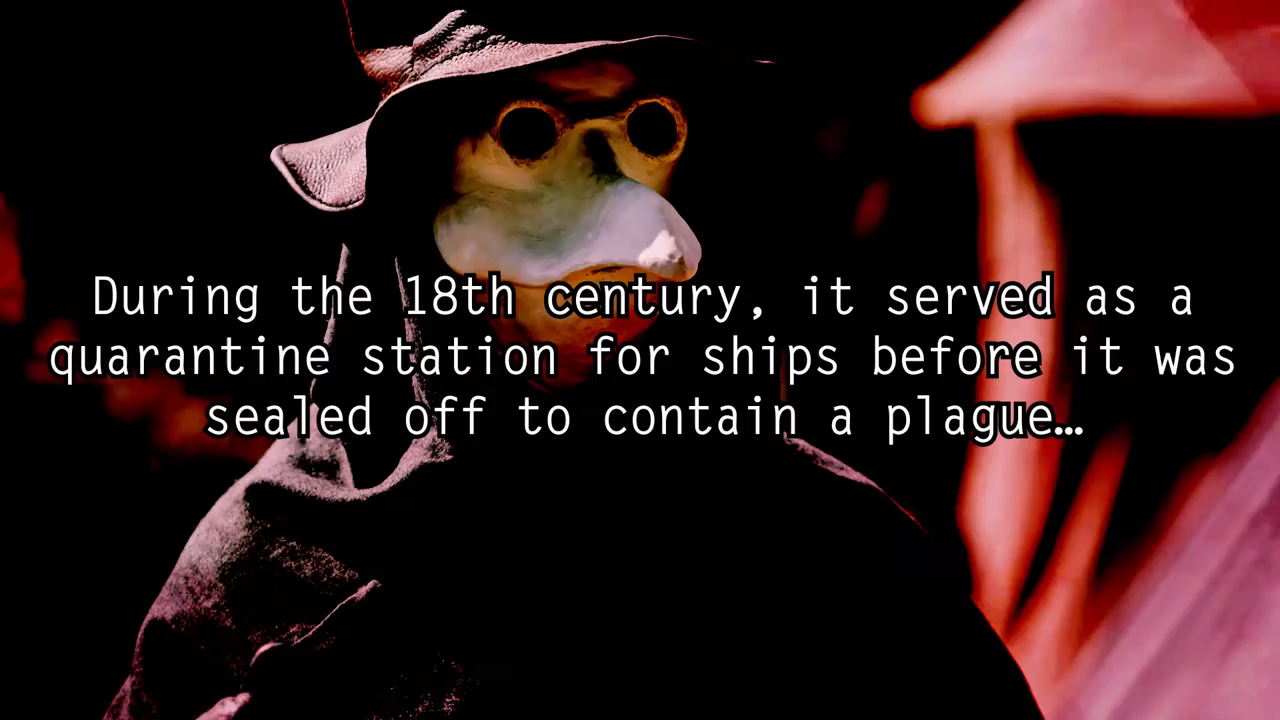 During the 18th century, it served as a
quarantine station for ships before it was
sealed off to contain a plague…